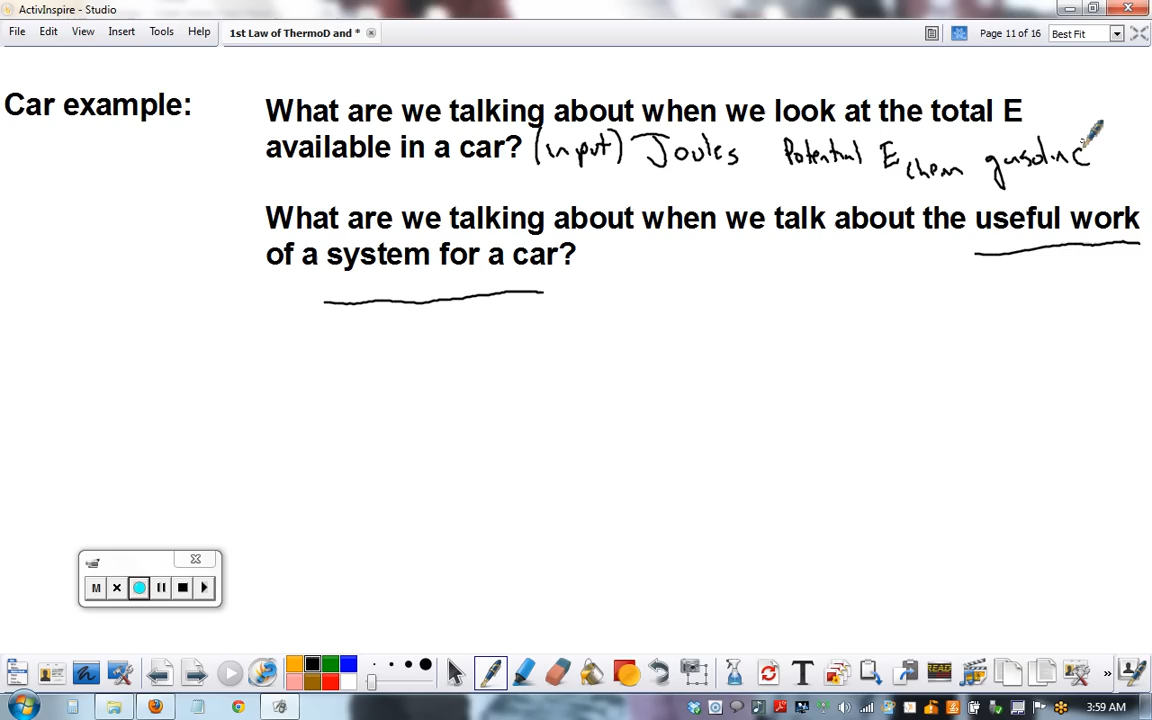 ActivInspire - Studio
File Edit View Insert Tools Help
1st Law of ThermoD and *
Page 11 of 16
Best Fit
Car example:
What are we talking about when we look at the total E
available in a car? (input) Joules Potential E chem gasoline
What are we talking about when we talk about the useful work
of a system for a car?
M
READ
T
»
3:59 AM